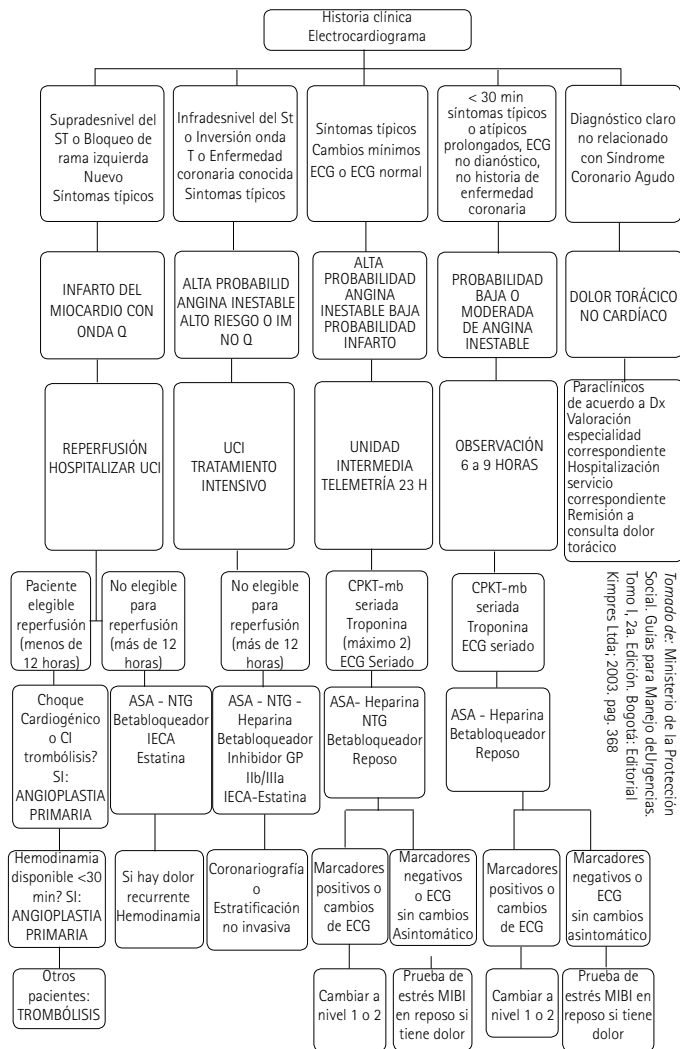 Historia clínica
Electrocardiograma
Supradesnivel del
ST o Bloqueo de
rama izquierda
Nuevo
Síntomas típicos
Infradesnivel del St
o Inversión onda
T o Enfermedad
coronaria conocida
Sintomas típicos
Síntomas típicos
Cambios mínimos
ECG o ECG normal
< 30 min
síntomas típicos
o atípicos
prolongados, ECG
no dianóstico,
no historia de
enfermedad
coronaria
Diagnóstico claro
no relacionado
con Síndrome
Coronario Agudo
INFARTO DEL
MIOCARDIO CON
ONDA Q
ALTA PROBABILID
ANGINA INESTABLE
ALTO RIESGO O IM
NO Q
ALTA
PROBABILIDAD
ANGINA
INESTABLE BAJA
PROBABILIDAD
INFARTO
PROBABILIDAD
BAJA O
MODERADA
DE ANGINA
INESTABLE
DOLOR TORÁCICO
NO CARDÍACO
REPERFUSIÓN
HOSPITALIZAR UCI
UCI
TRATAMIENTO
INTENSIVO
UNIDAD
INTERMEDIA
TELEMETRÍA 23 H
OBSERVACIÓN
6 a 9 HORAS
Paraclínicos
de acuerdo a Dx
Valoración
especialidad
correspondiente
Hospitalización
servicio
correspondiente
Remisión a
consulta dolor
torácico
Paciente
elegible
reperfusión
(menos de
12 horas)
No elegible
para
reperfusión
(más de 12
horas)
No elegible
para
reperfusión
(más de 12
horas)
CPKT-mb
seriada
Troponina
(máximo 2)
ECG Seriado
CPKT-mb
seriada
Troponina
ECG seriado
Choque
Cardiogénico
o CI
trombólisis?
SI:
ANGIOPLASTIA
PRIMARIA
ASA - NTG
Betabloqueador
IECA
Estatina
ASA - NTG -
Heparina
Betabloqueador
Inhibidor GP
IIb/IIIa
IECA-Estatina
ASA- Heparina
NTG
Betabloqueador
Reposo
ASA - Heparina
Betabloqueador
Reposo
Hemodinamia
disponible <30
min? SI:
ANGIOPLASTIA
PRIMARIA
Si hay dolor
recurrente
Hemodinamia
Coronariografía
o
Estratificación
no invasiva
Marcadores
positivos o
cambios
de ECG
Marcadores
negativos
o ECG
sin cambios
Asintomático
Marcadores
positivos o
cambios
de ECG
Marcadores
negativos o
ECG
sin cambios
asintomático
Otros
pacientes:
TROMBÓLISIS
Cambiar a
nivel 1 o 2
Prueba de
estrés MIBI en
reposo si
tiene dolor
Cambiar a
nivel 1 o 2
Prueba de
estrés MIBI en
reposo si tiene
dolor
Tomado de: Ministerio de la Protección
Social. Guias para Manejo deUrgencias.
Tomo I, 2a. Edición. Bogotá: Editorial
Kimpres Ltda; 2003. pag. 368